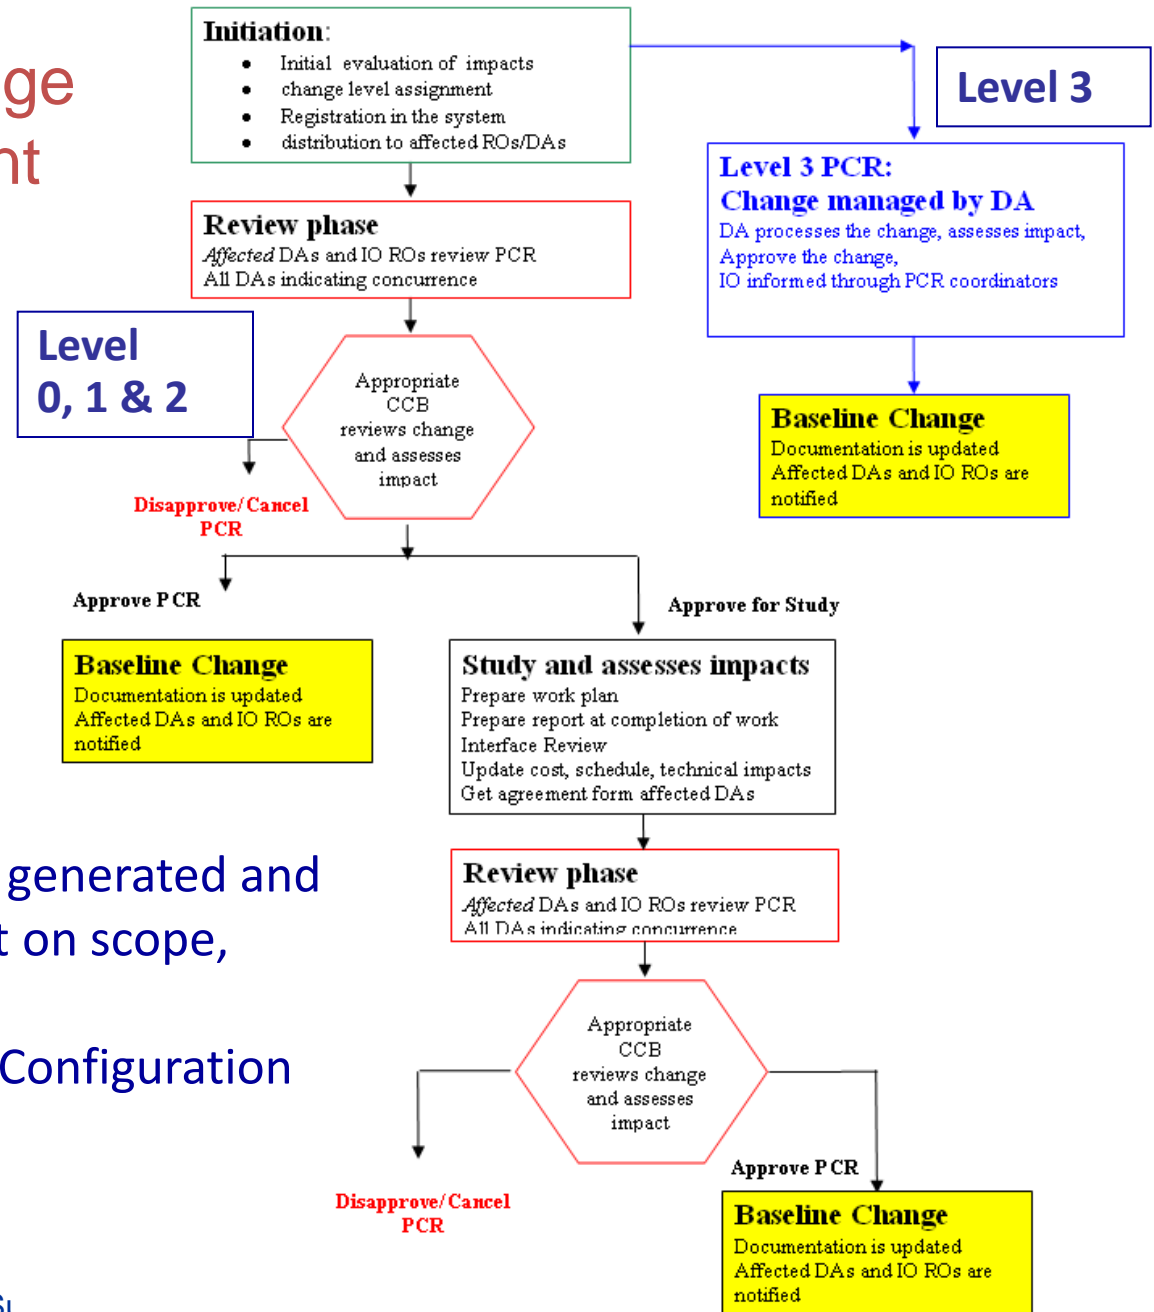 ge
nt
Initiation:
• Initial evaluation of impacts
• change level assignment
• Registration in the system
• distribution to affected ROs/DAs
Level 3
Level 3 PCR:
Change managed by DA
DA processes the change, assesses impact,
Approve the change,
IO informed through PCR coordinators
Review phase
Affected DAs and IO ROs review PCR
All DAs indicating concurrence
Level
0, 1 & 2
Appropriate
CCB
reviews change
and assesses
impact
Baseline Change
Documentation is updated
Affected DAs and IO ROs are
notified
Disapprove/Cancel
PCR
Approve PCR
Approve for Study
Baseline Change
Documentation is updated
Affected DAs and IO ROs are
notified
Study and assesses impacts
Prepare work plan
Prepare report at completion of work
Interface Review
Update cost, schedule, technical impacts
Get agreement form affected DAs
generated and
t on scope,
Configuration
Review phase
Affected DAs and IO ROs review PCR
All DAs indicating concurrence
Appropriate
CCB
reviews change
and assesses
impact
Disapprove/Cancel
PCR
Approve PCR
Baseline Change
Documentation is updated
Affected DAs and IO ROs are
notified